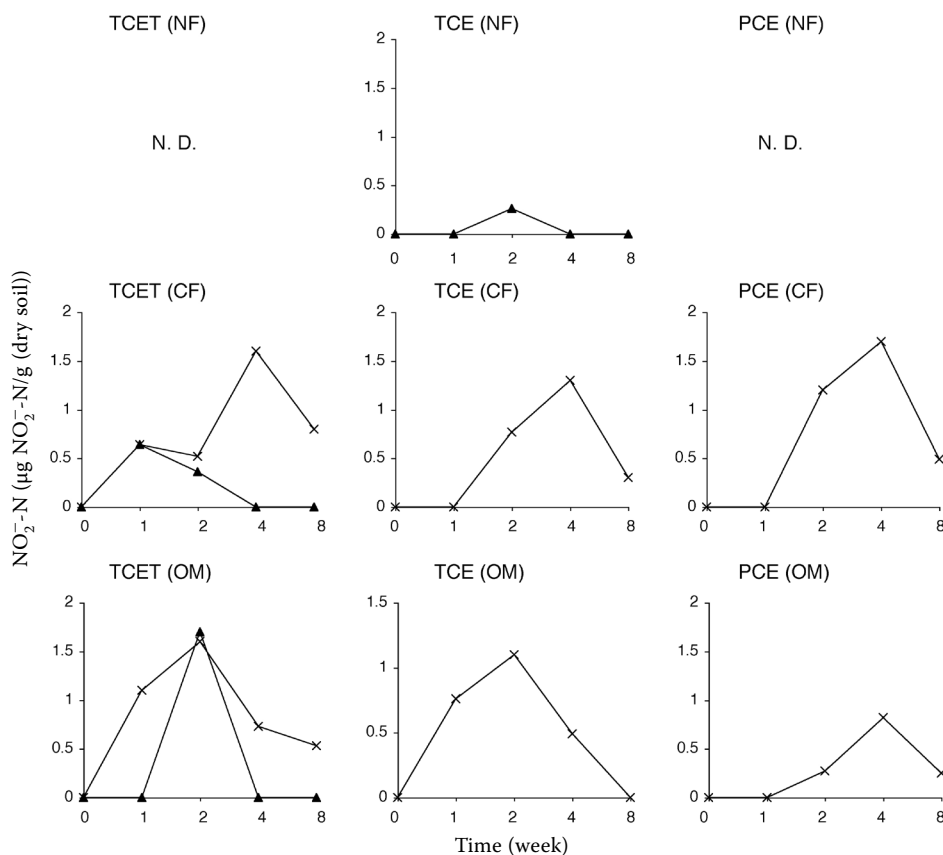 TCET (NF)
N. D.
TCE (NF)
2
1.5
1
0.5
0
0 1 2 4 8
PCE (NF)
N. D.
NO₂⁻-N (μg NO₂⁻-N/g (dry soil))
TCET (CF)
2
1.5
1
0.5
0
0 1 2 4 8
TCE (CF)
2
1.5
1
0.5
0
0 1 2 4 8
PCE (CF)
2
1.5
1
0.5
0
0 1 2 4 8
TCET (OM)
2
1.5
1
0.5
0
0 1 2 4 8
TCE (OM)
1.5
1
0.5
0
0 1 2 4 8
PCE (OM)
2
1.5
1
0.5
0
0 1 2 4 8
Time (week)